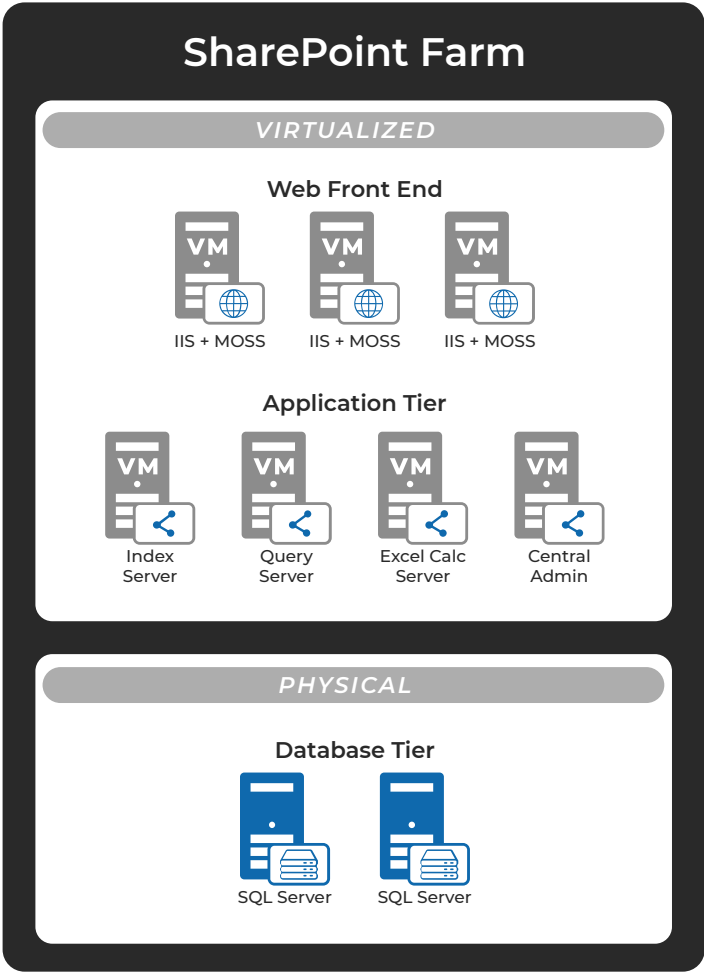 SharePoint Farm
VIRTUALIZED
Web Front End
VM VM VM
IIS + MOSS IIS + MOSS IIS + MOSS
Application Tier
VM VM VM VM
Index Server
Query Server
Excel Calc Server
Central Admin
PHYSICAL
Database Tier
SQL Server SQL Server